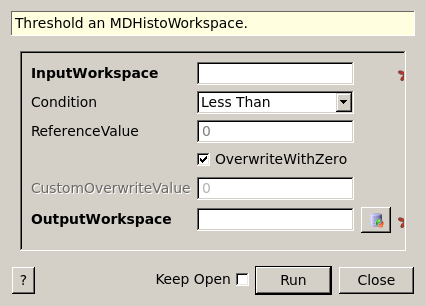 Threshold an MDHistoWorkspace.
InputWorkspace
Condition Less Than
ReferenceValue 0
OverwriteWithZero
CustomOverwriteValue 0
OutputWorkspace
? Keep Open Run Close